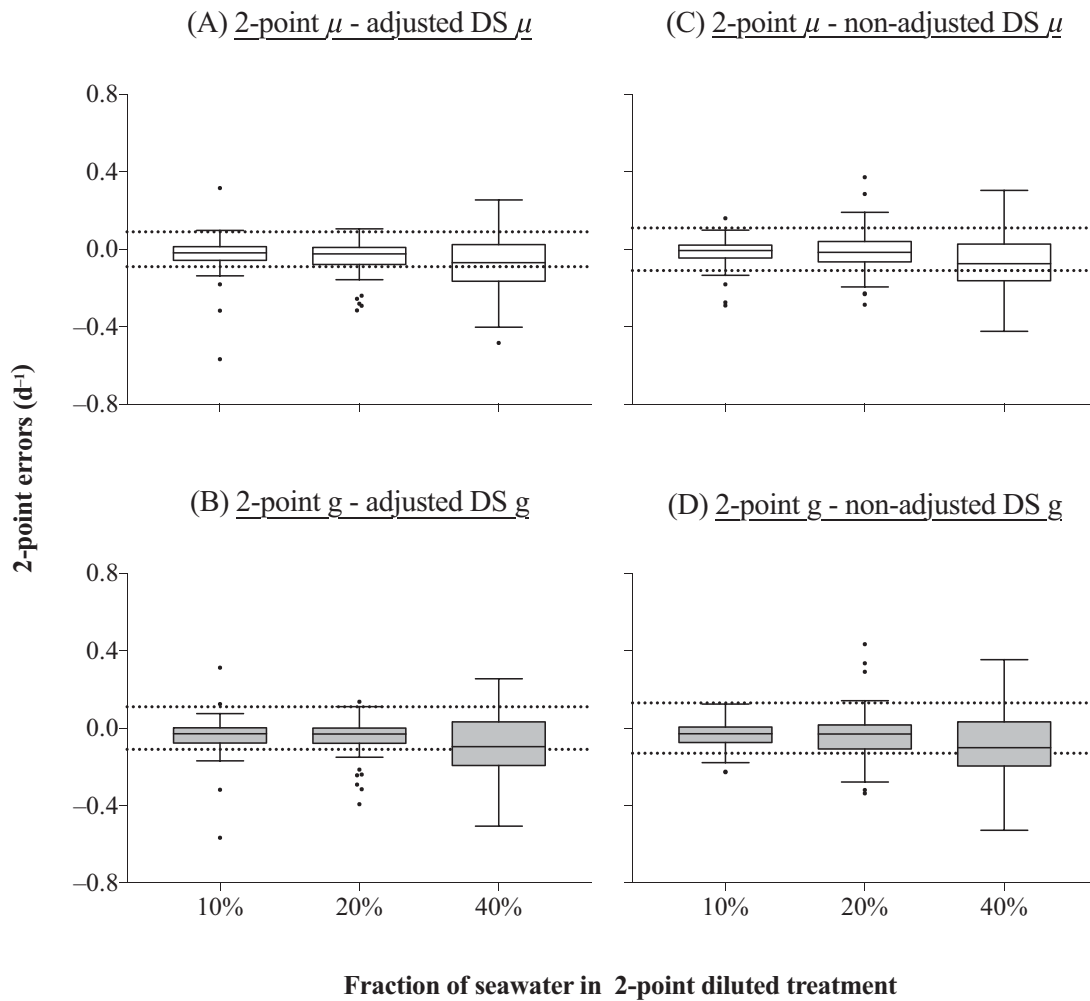 (A) 2-point μ - adjusted DS μ
(C) 2-point μ - non-adjusted DS μ
0.8
0.4
0.0
–0.4
–0.8
(B) 2-point g - adjusted DS g
(D) 2-point g - non-adjusted DS g
0.8
0.4
0.0
–0.4
–0.8
2-point errors (d⁻¹)
10%
20%
40%
10%
20%
40%
Fraction of seawater in 2-point diluted treatment